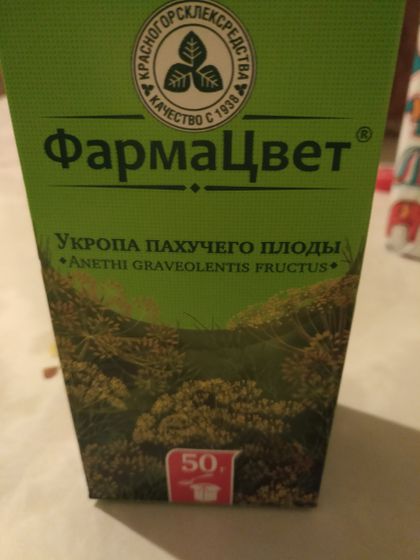 КРАСНОГОРСКЛЕКСРЕДСТВА
КАЧЕСТВО С 1938
ФармаЦвет®
УКРОПА ПАХУЧЕГО ПЛОДЫ
ANETHI GRAVEOLENTIS FRUCTUS
50 г